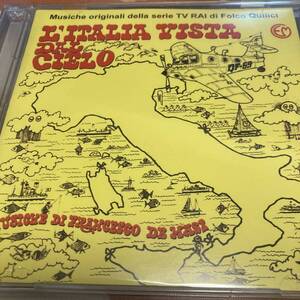 Musiche originali della serie TV RAI di Folco Quilici
L'ITALIA VISTA
DAL
CIELO
MUSICHE DI FRANCESCO DE MASI